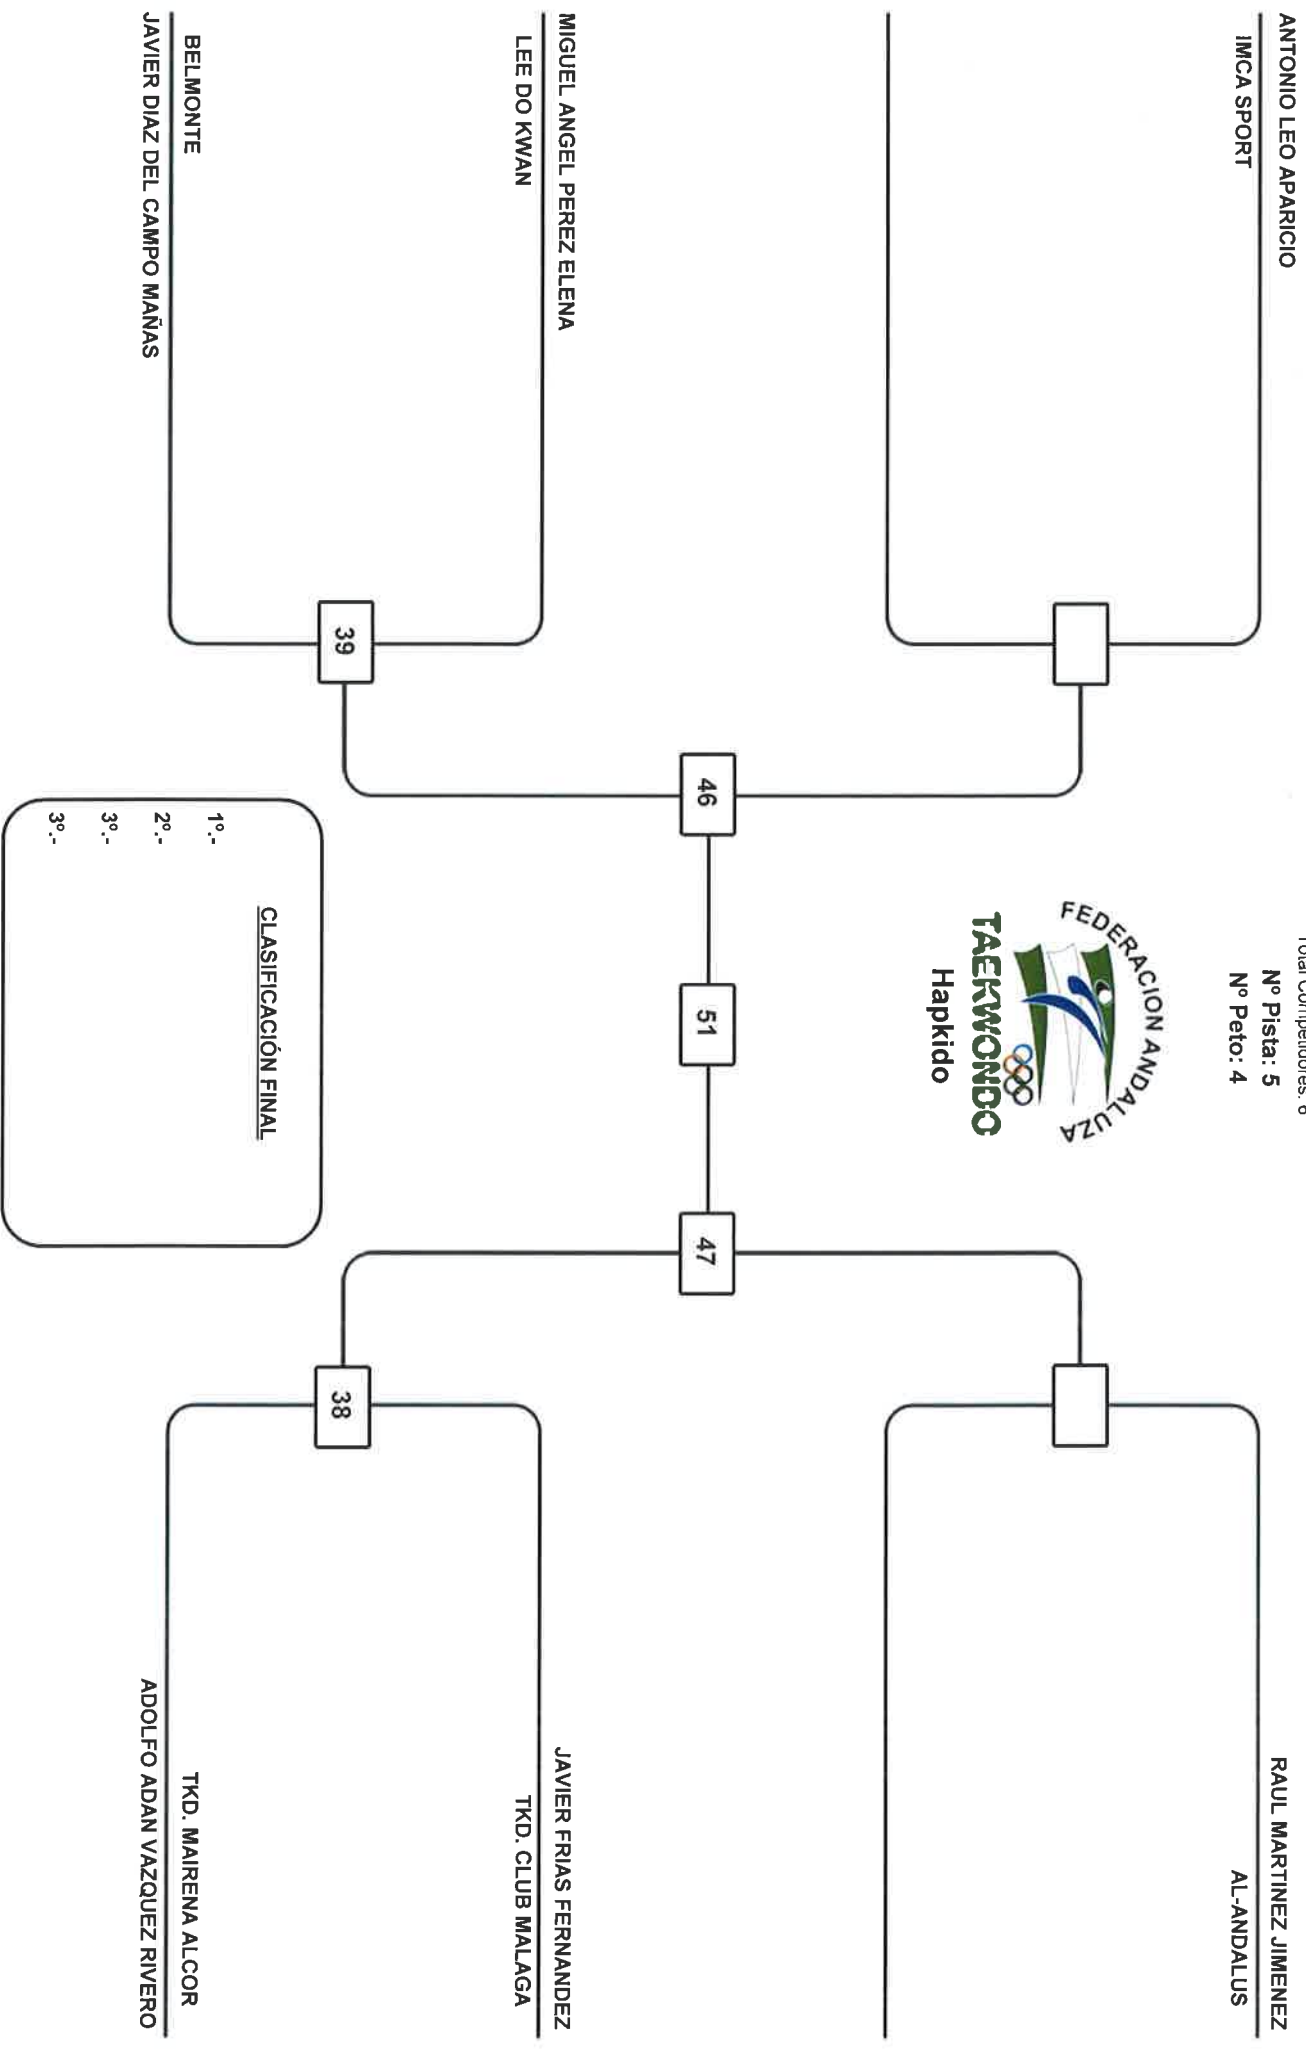 Total Competidores: 6
Nº Pista: 5
Nº Peto: 4
FEDERACION ANDALUZA
TAEKWONDO
Hapkido
ANTONIO LEO APARICIO
IMCA SPORT
MIGUEL ANGEL PEREZ ELENA
LEE DO KWAN
39
BELMONTE
JAVIER DIAZ DEL CAMPO MAÑAS
46
51
47
RAUL MARTINEZ JIMENEZ
AL-ANDALUS
JAVIER FRIAS FERNANDEZ
TKD. CLUB MALAGA
38
TKD. MAIRENA ALCOR
ADOLFO ADAN VAZQUEZ RIVERO
CLASIFICACIÓN FINAL
1º.-
2º.-
3º.-
3º.-